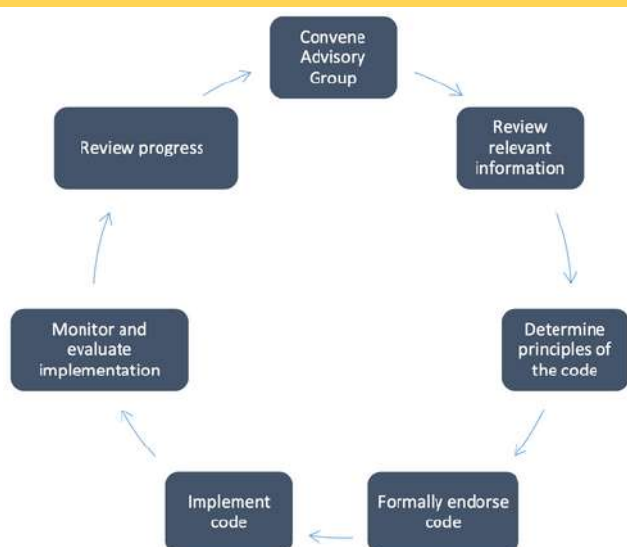 Convene
Advisory
Group
Review
relevant
information
Determine
principles of
the code
Formally endorse
code
Implement
code
Monitor and
evaluate
implementation
Review progress